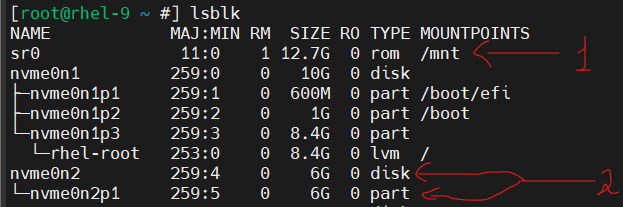 [root@rhel-9 ~ #] lsblk
NAME MAJ:MIN RM SIZE RO TYPE MOUNTPOINTS
sr0 11:0 1 12.7G 0 rom /mnt 1
nvme0n1 259:0 0 10G 0 disk
├─nvme0n1p1 259:1 0 600M 0 part /boot/efi
├─nvme0n1p2 259:2 0 1G 0 part /boot
└─nvme0n1p3 259:3 0 8.4G 0 part
└─rhel-root 253:0 0 8.4G 0 lvm /
nvme0n2 259:4 0 6G 0 disk 2
└─nvme0n2p1 259:5 0 6G 0 part